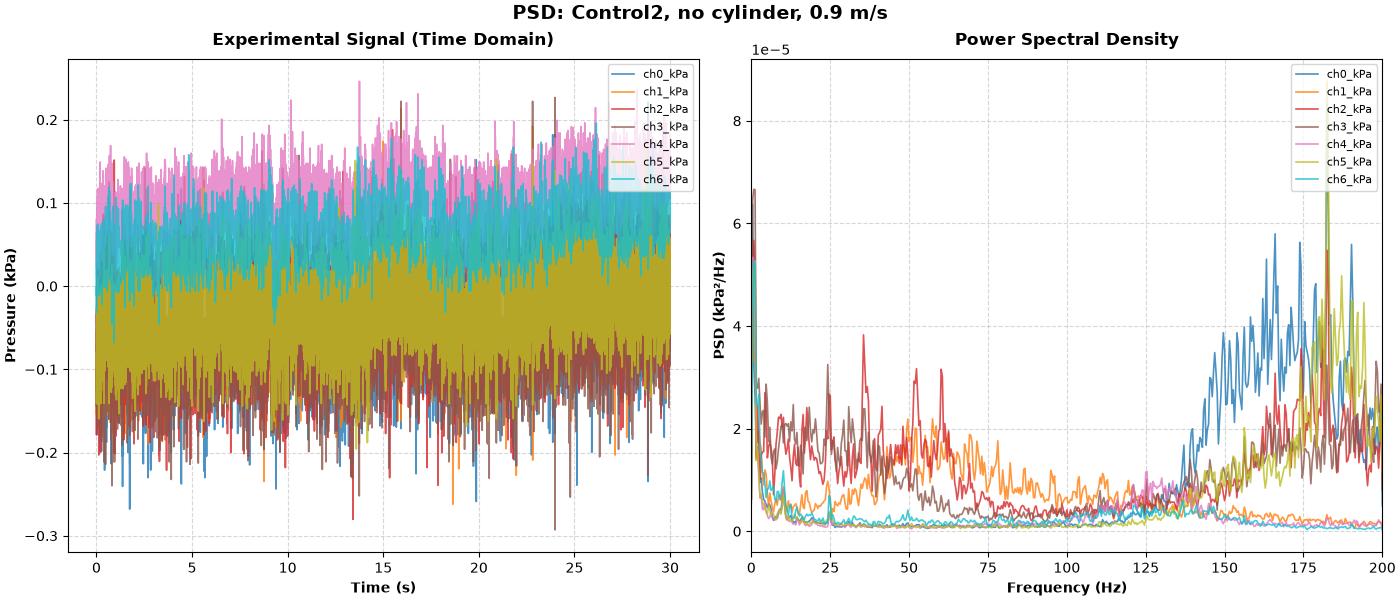 PSD: Control2, no cylinder, 0.9 m/s
Experimental Signal (Time Domain)
Pressure (kPa)
0.2
0.1
0.0
−0.1
−0.2
−0.3
0 5 10 15 20 25 30
Time (s)
ch0_kPa
ch1_kPa
ch2_kPa
ch3_kPa
ch4_kPa
ch5_kPa
ch6_kPa
Power Spectral Density
1e−5
PSD (kPa²/Hz)
8
6
4
2
0
0 25 50 75 100 125 150 175 200
Frequency (Hz)
ch0_kPa
ch1_kPa
ch2_kPa
ch3_kPa
ch4_kPa
ch5_kPa
ch6_kPa